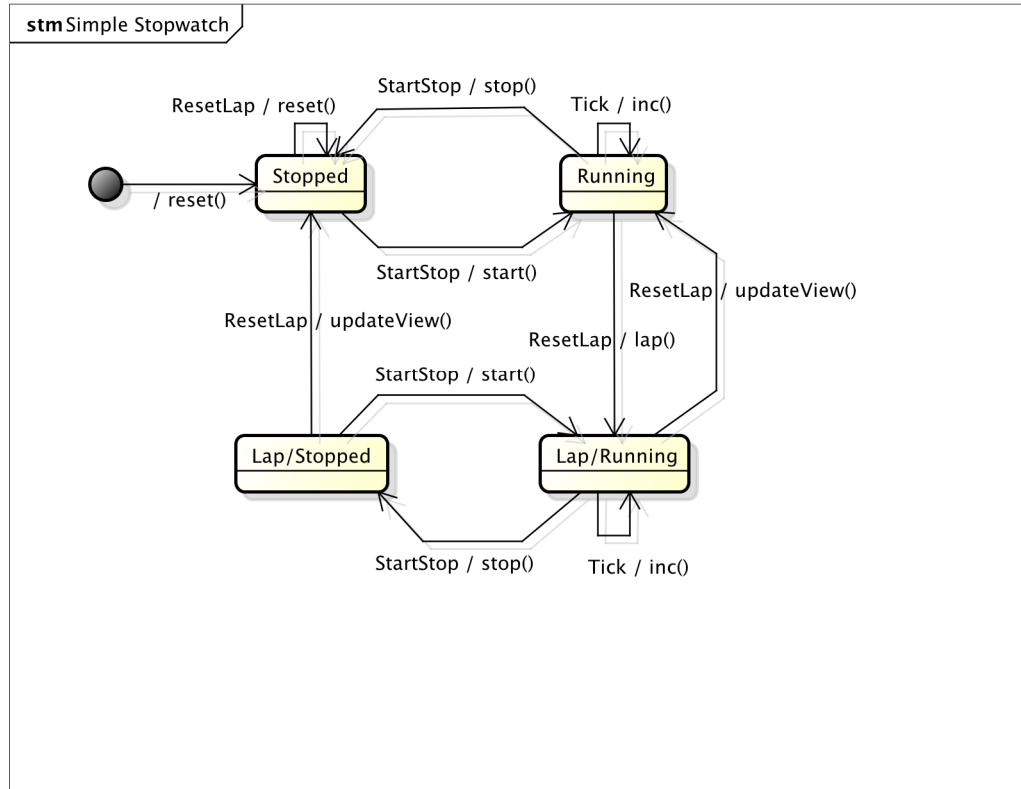 stm Simple Stopwatch
StartStop / stop()
ResetLap / reset()
Tick / inc()
Stopped
Running
/ reset()
StartStop / start()
ResetLap / updateView()
ResetLap / updateView()
ResetLap / lap()
StartStop / start()
Lap/Stopped
Lap/Running
StartStop / stop()
Tick / inc()